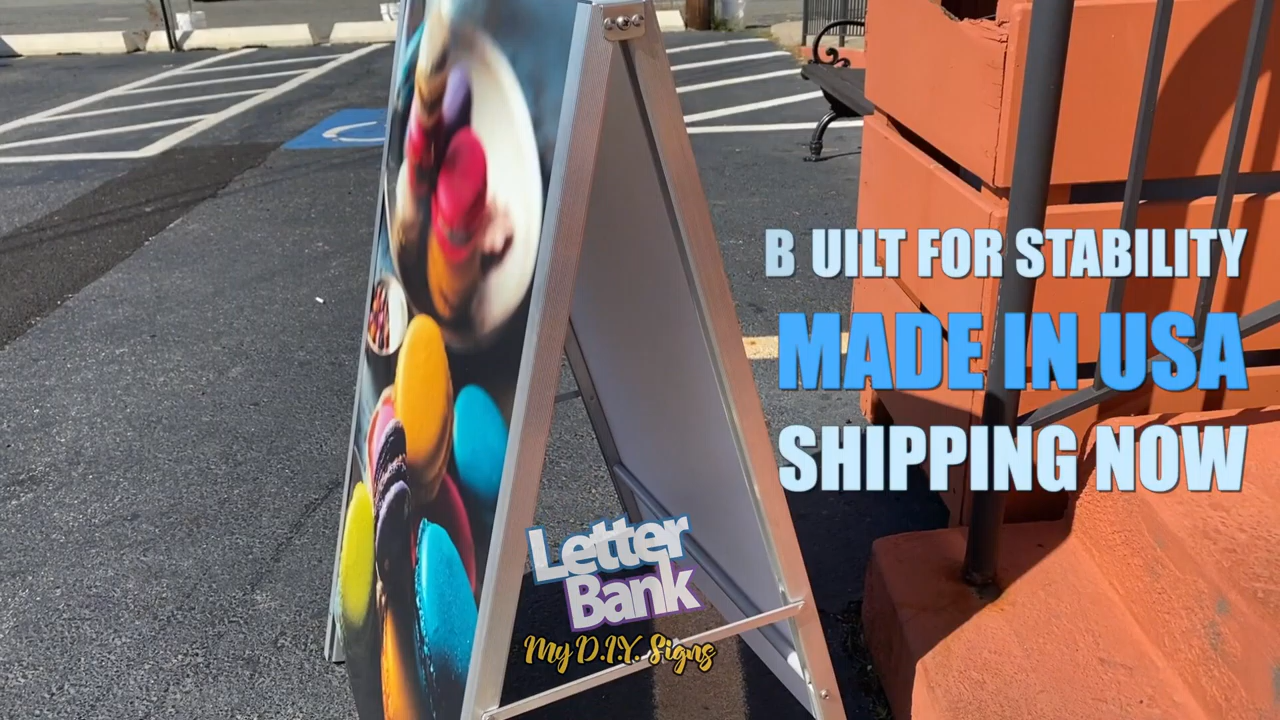 B UILT FOR STABILITY
MADE IN USA
SHIPPING NOW
Letter
Bank
My D.I.Y. Signs